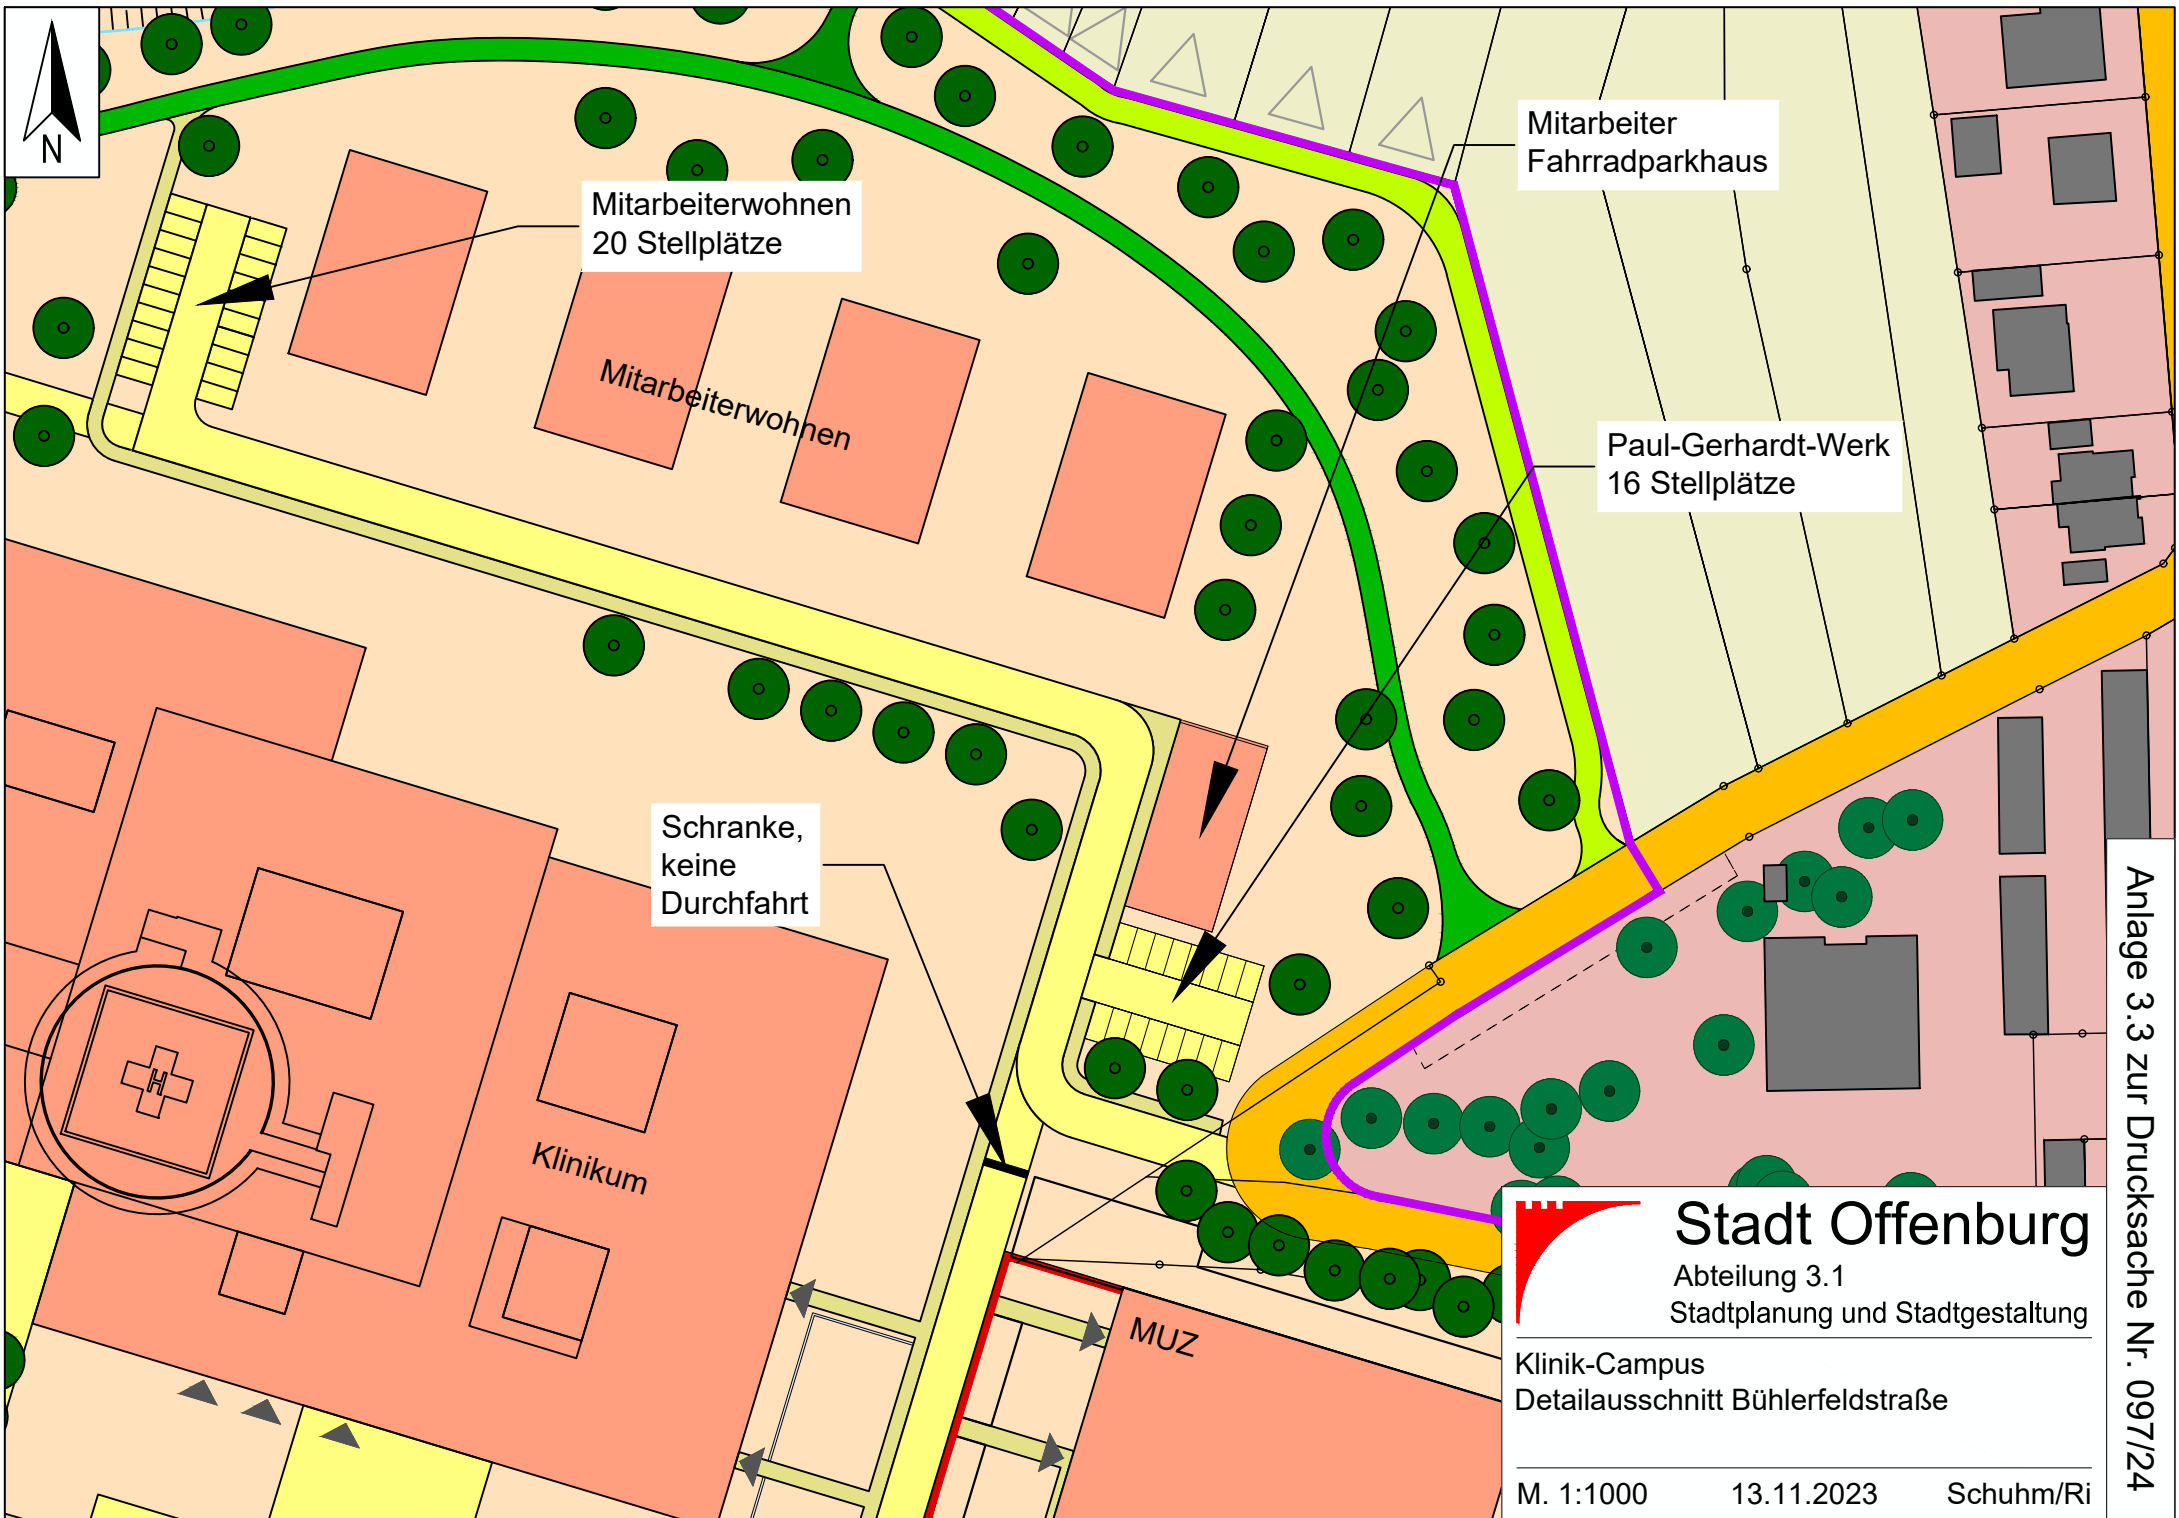 N
Mitarbeiterwohnen
20 Stellplätze
Mitarbeiter
Fahrradparkhaus
Mitarbeiterwohnen
Paul-Gerhardt-Werk
16 Stellplätze
Schranke,
keine
Durchfahrt
H
Klinikum
MUZ
Stadt Offenburg
Abteilung 3.1
Stadtplanung und Stadtgestaltung
Klinik-Campus
Detailausschnitt Bühlerfeldstraße
M. 1:1000 13.11.2023 Schuhm/Ri
Anlage 3.3 zur Drucksache Nr. 097/24